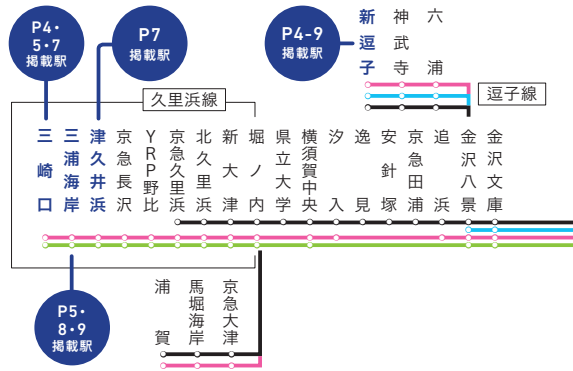 P4・
5・7
掲載駅
P7
掲載駅
P4-9
掲載駅
新逗子
神武寺
六浦
逗子線
久里浜線
三崎口
三浦海岸
津久井浜
京急長沢
YRP野比
京急久里浜
北久里浜
新大津
堀ノ内
県立大学
横須賀中央
汐入
逸見
安針塚
京急田浦
追浜
金沢八景
金沢文庫
P5・
8・9
掲載駅
浦賀
馬堀海岸
京急大津